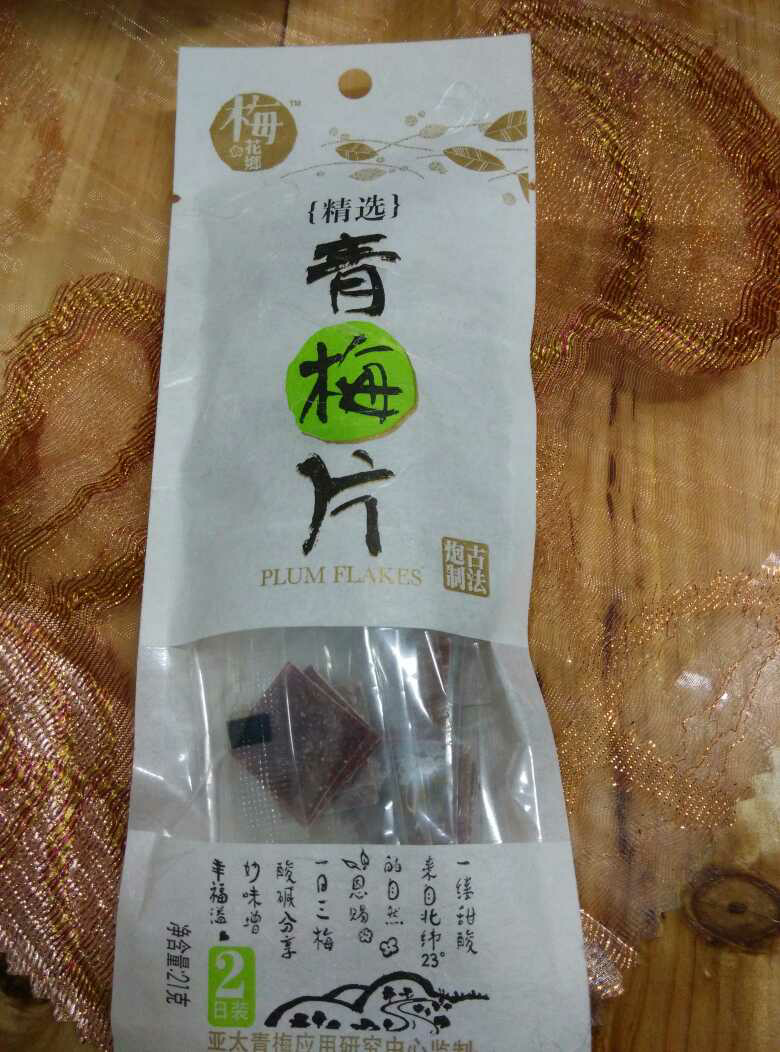 梅
TM
花鄉
{精选}
青
梅
片
PLUM FLAKES
古法
炮制
一缕甜酸
来自北纬23°
的自然
恩赐
一日三梅
酸碱分享
妙味增
幸福溢
2
日装
净含量:21克
亚太青梅应用研究中心监制